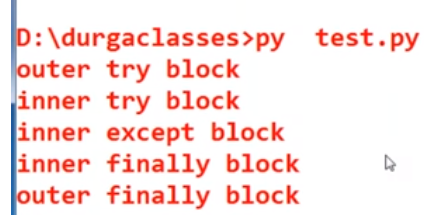 D:\durgaclasses>py  test.py
outer try block
inner try block
inner except block
inner finally block
outer finally block